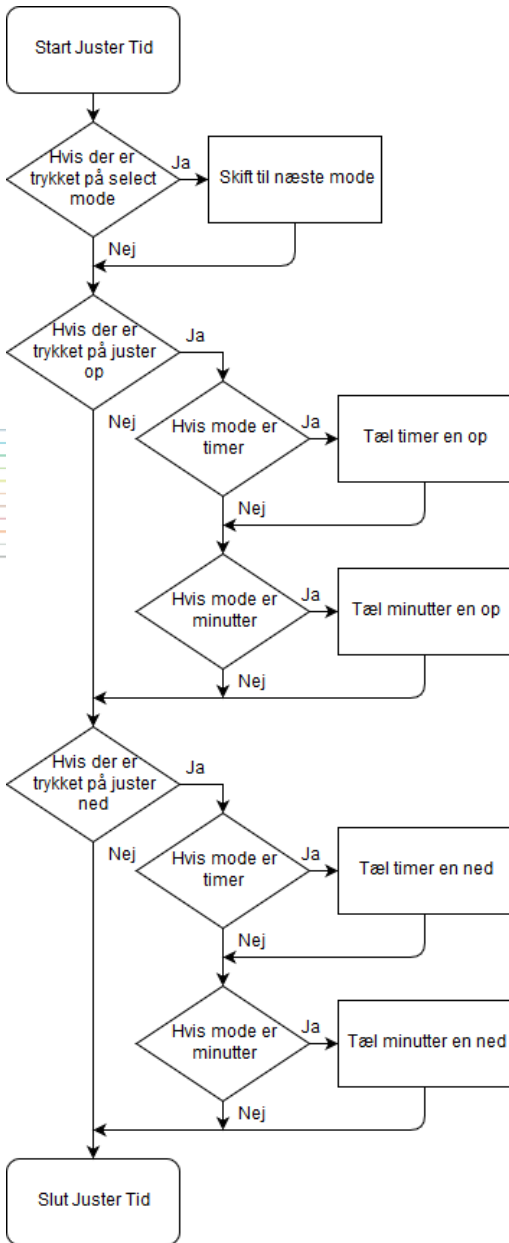 Start Juster Tid
Hvis der er
trykket på select
mode
Ja
Skift til næste mode
Nej
Hvis der er
trykket på juster
op
Ja
Nej
Hvis mode er
timer
Ja
Tæl timer en op
Nej
Hvis mode er
minutter
Ja
Tæl minutter en op
Nej
Hvis der er
trykket på juster
ned
Ja
Nej
Hvis mode er
timer
Ja
Tæl timer en ned
Nej
Hvis mode er
minutter
Ja
Tæl minutter en ned
Nej
Slut Juster Tid